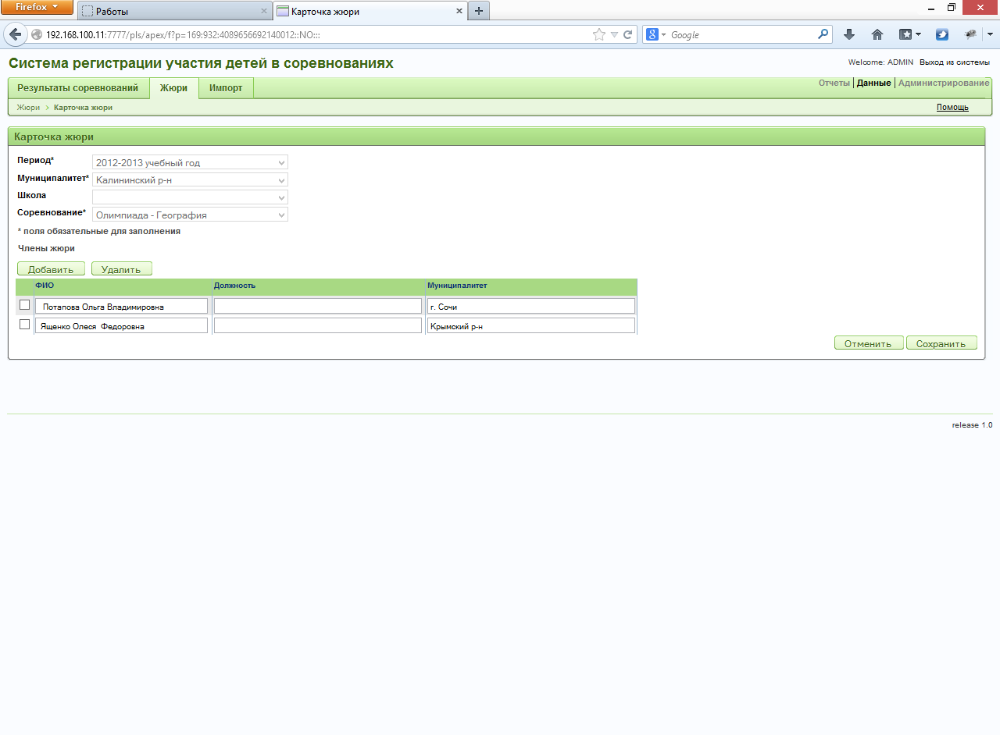 Firefox
Работы
Карточка жюри
192.168.100.11:7777/pls/apex/f?p=169:932:4089656692140012::NO:::
Google
Система регистрации участия детей в соревнованиях
Welcome: ADMIN Выход из системы
Результаты соревнований Жюри Импорт
Отчеты Данные Администрирование
Жюри > Карточка жюри
Помощь
Карточка жюри
Период* 2012-2013 учебный год
Муниципалитет* Калининский р-н
Школа
Соревнование* Олимпиада - География
* поля обязательные для заполнения
Члены жюри
Добавить Удалить
ФИО Должность Муниципалитет
Потапова Ольга Владимировна г. Сочи
Ященко Олеся Федоровна Крымский р-н
Отменить Сохранить
release 1.0